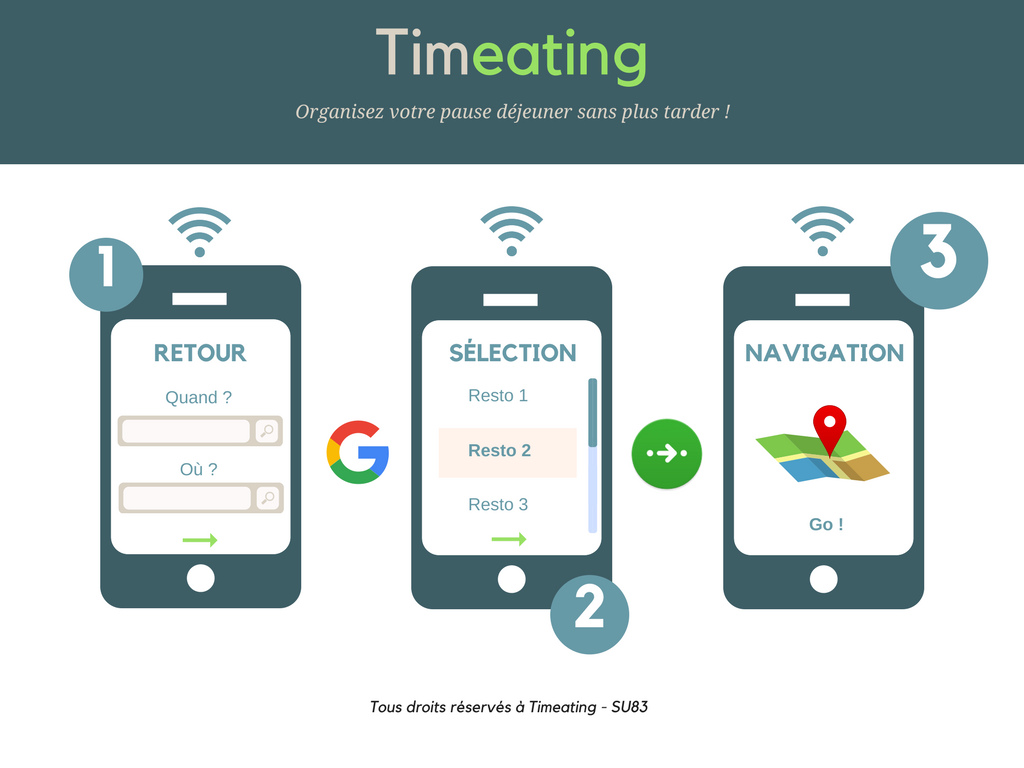 Timeating
Organisez votre pause déjeuner sans plus tarder !
1
RETOUR
Quand ?
Où ?
SÉLECTION
Resto 1
Resto 2
Resto 3
2
3
NAVIGATION
Go !
Tous droits réservés à Timeating - SU83